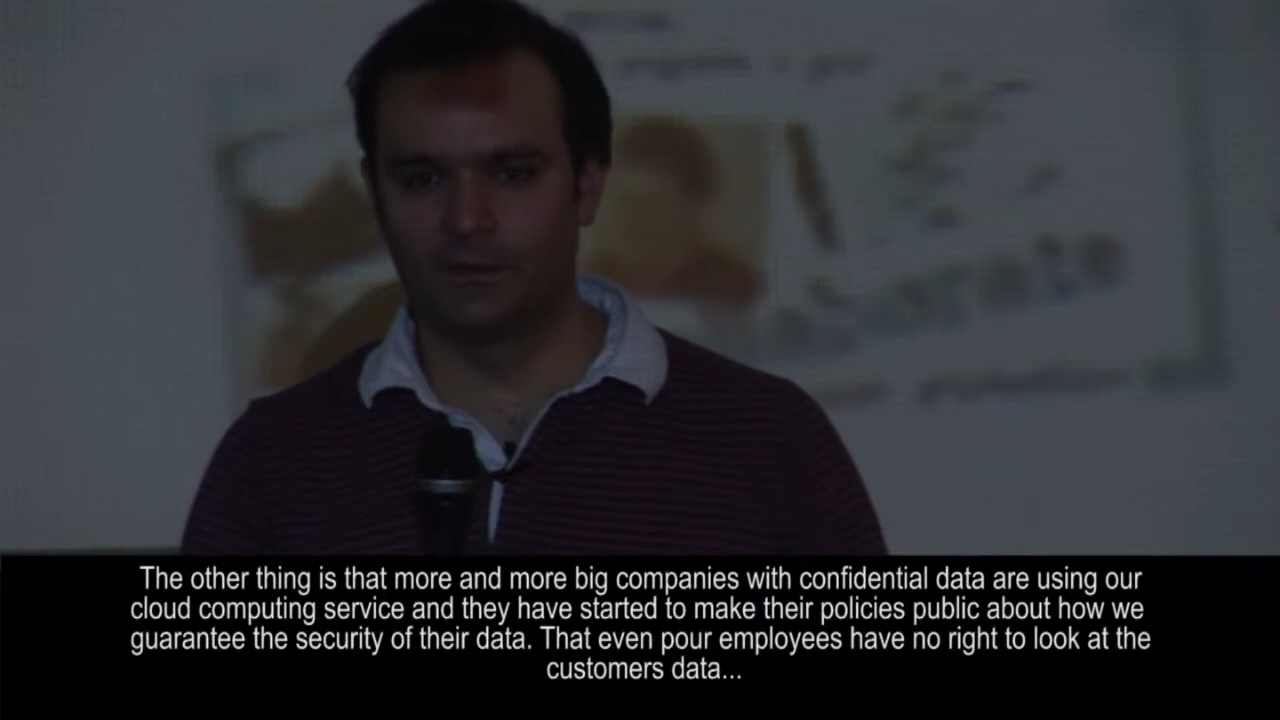 The other thing is that more and more big companies with confidential data are using our
cloud computing service and they have started to make their policies public about how we
guarantee the security of their data. That even pour employees have no right to look at the
customers data...